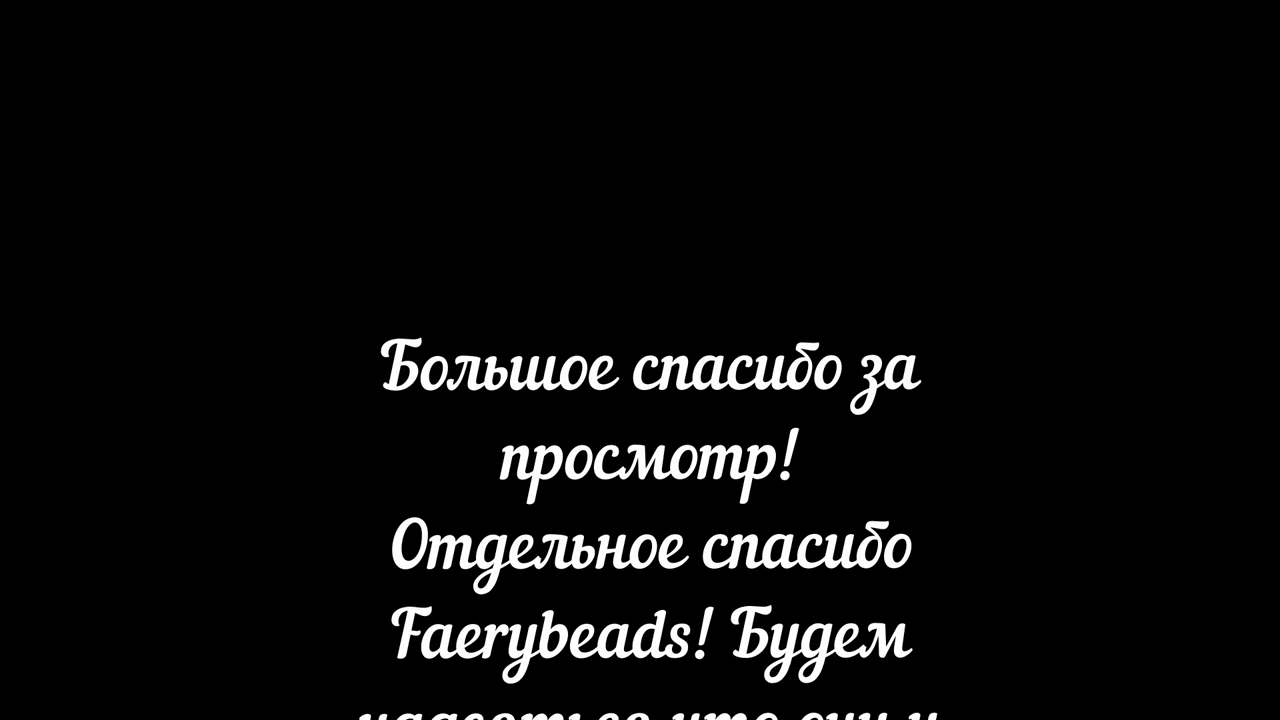 Большое спасибо за
просмотр!
Отдельное спасибо
Faerybeads! Будем